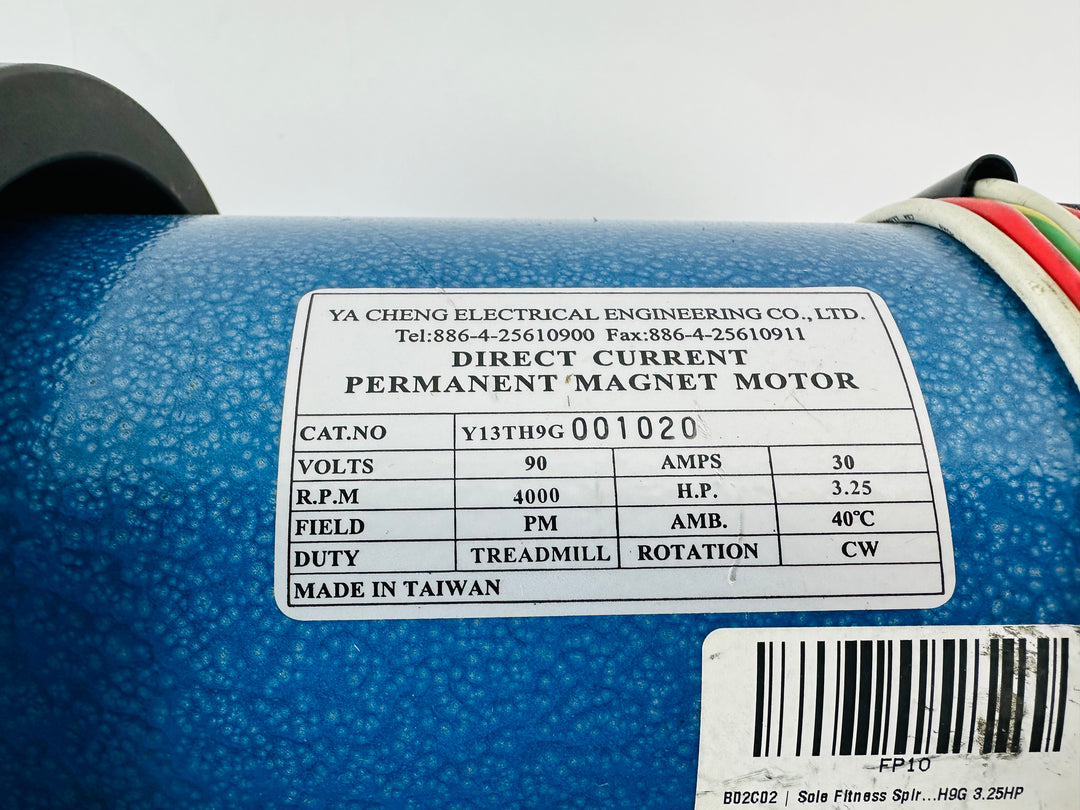 YA CHENG ELECTRICAL ENGINEERING CO., LTD.
Tel:886-4-25610900 Fax:886-4-25610911
DIRECT CURRENT
PERMANENT MAGNET MOTOR
CAT.NO Y13TH9G 001020
VOLTS 90 AMPS 30
R.P.M 4000 H.P. 3.25
FIELD PM AMB. 40℃
DUTY TREADMILL ROTATION CW
MADE IN TAIWAN
FP10
B02C02 | Sole Fitness Spir...H9G 3.25HP